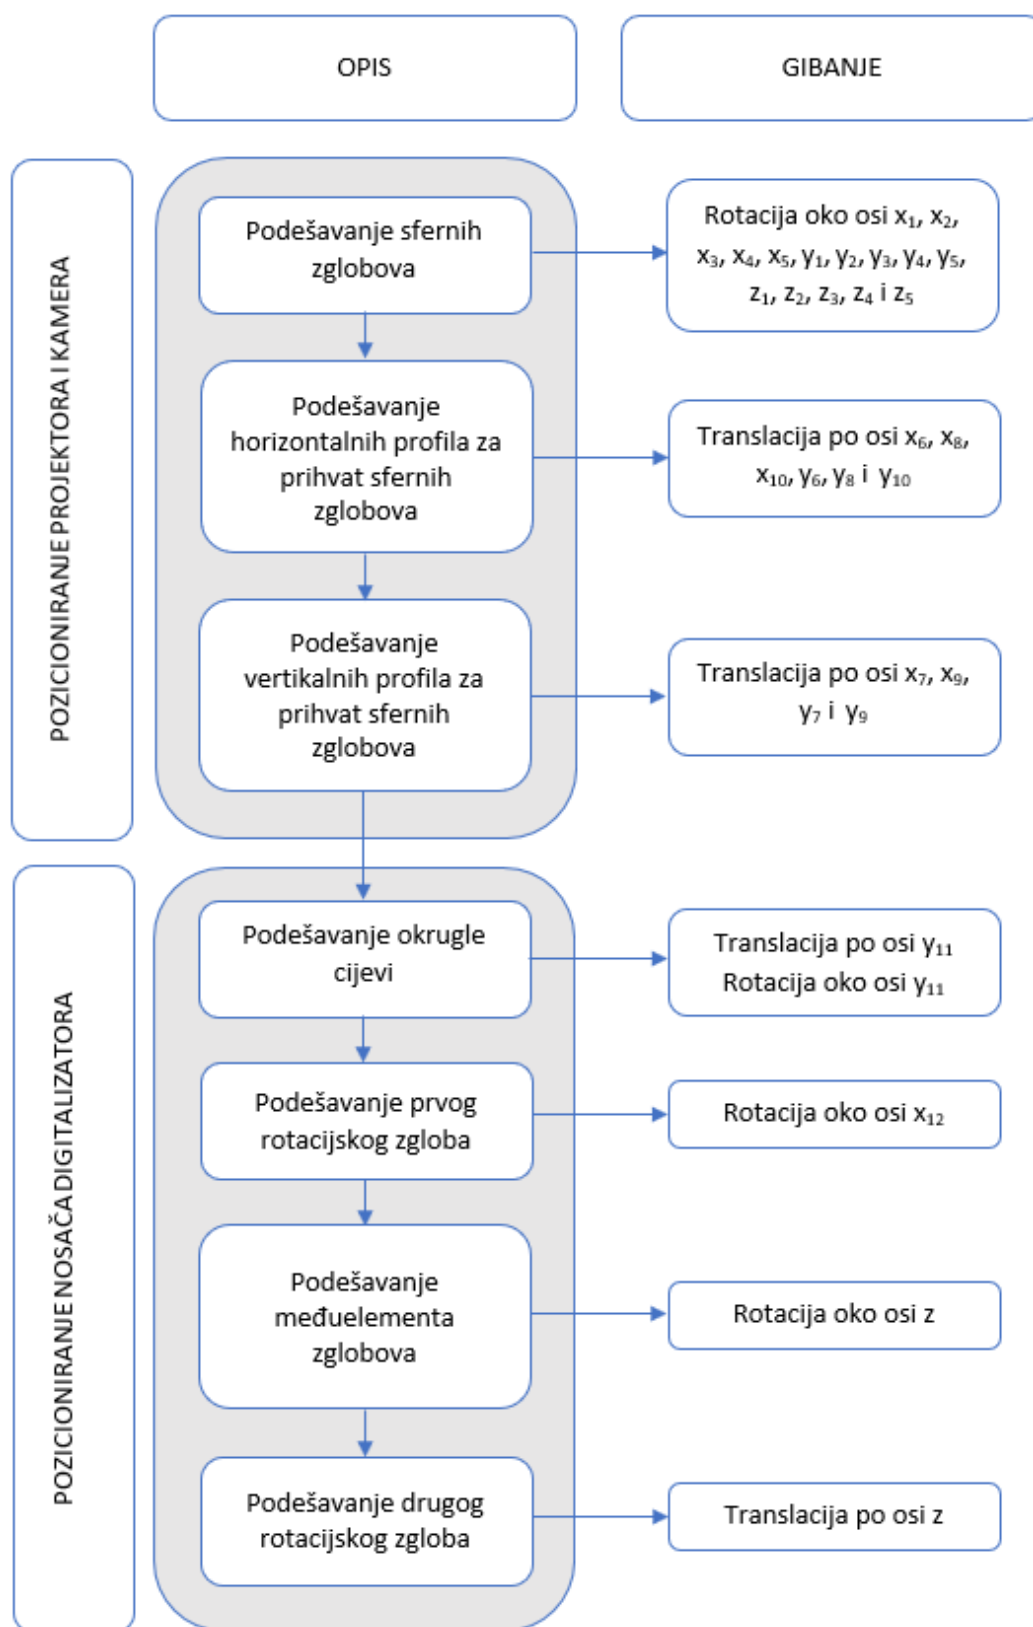 OPIS
GIBANJE
POZICIONIRANJE PROJEKTORA I KAMERA
Podešavanje sfernih
zglobova
Rotacija oko osi x₁, x₂,
x₃, x₄, x₅, y₁, y₂, y₃, y₄, y₅,
z₁, z₂, z₃, z₄ i z₅
Podešavanje
horizontalnih profila za
prihvat sfernih
zglobova
Translacija po osi x₆, x₈,
x₁₀, y₆, y₈ i y₁₀
Podešavanje
vertikalnih profila za
prihvat sfernih
zglobova
Translacija po osi x₇, x₉,
y₇ i y₉
POZICIONIRANJE NOSAČA DIGITALIZATORA
Podešavanje okrugle
cijevi
Translacija po osi y₁₁
Rotacija oko osi y₁₁
Podešavanje prvog
rotacijskog zgloba
Rotacija oko osi x₁₂
Podešavanje
međuelementa
zglobova
Rotacija oko osi z
Podešavanje drugog
rotacijskog zgloba
Translacija po osi z